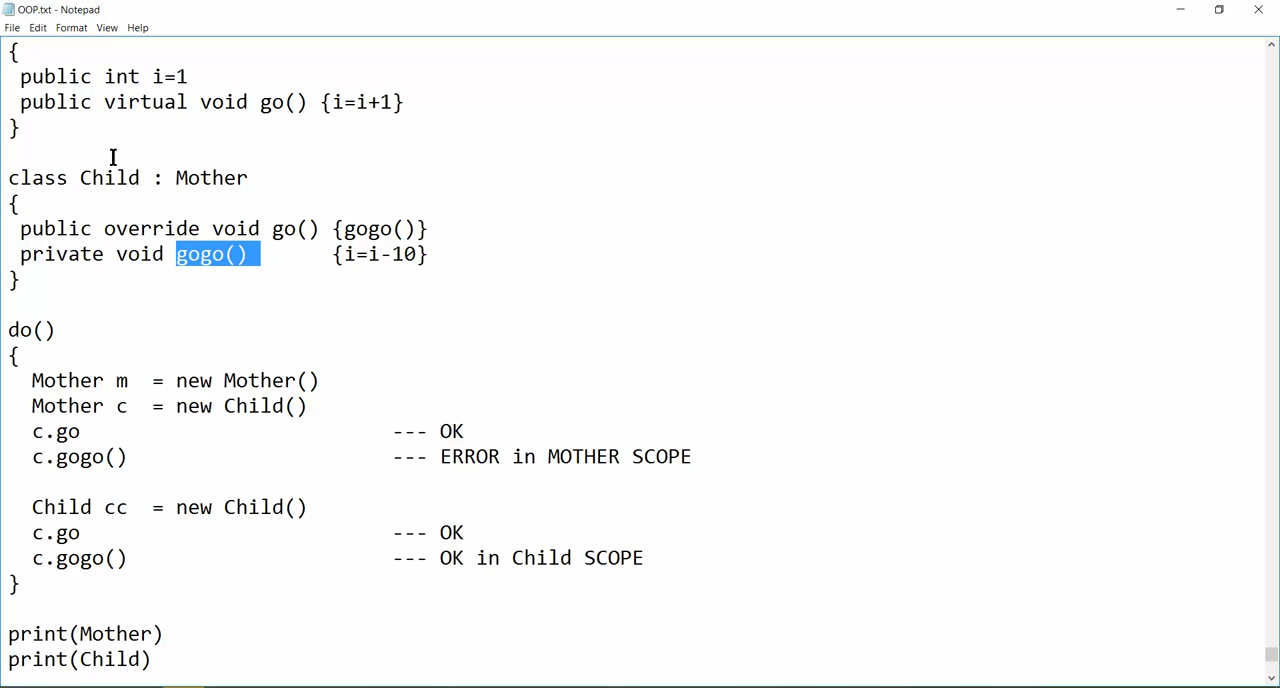 OOP.txt - Notepad
File Edit Format View Help
{
 public int i=1
 public virtual void go() {i=i+1}
}

class Child : Mother
{
 public override void go() {gogo()}
 private void gogo()       {i=i-10}
}

do()
{
  Mother m  = new Mother()
  Mother c  = new Child()
  c.go                          --- OK
  c.gogo()                      --- ERROR in MOTHER SCOPE

  Child cc  = new Child()
  c.go                          --- OK
  c.gogo()                      --- OK in Child SCOPE
}

print(Mother)
print(Child)